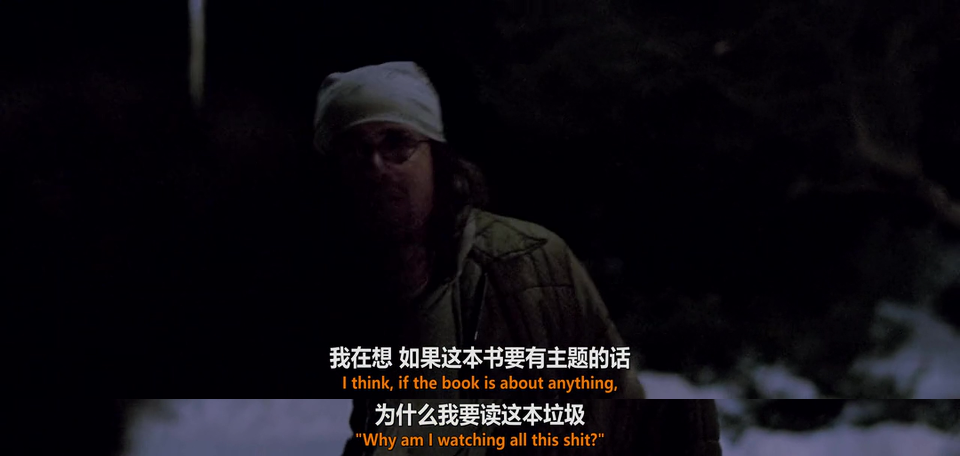 我在想 如果这本书要有主题的话
I think, if the book is about anything,
为什么我要读这本垃圾
"Why am I watching all this shit?"